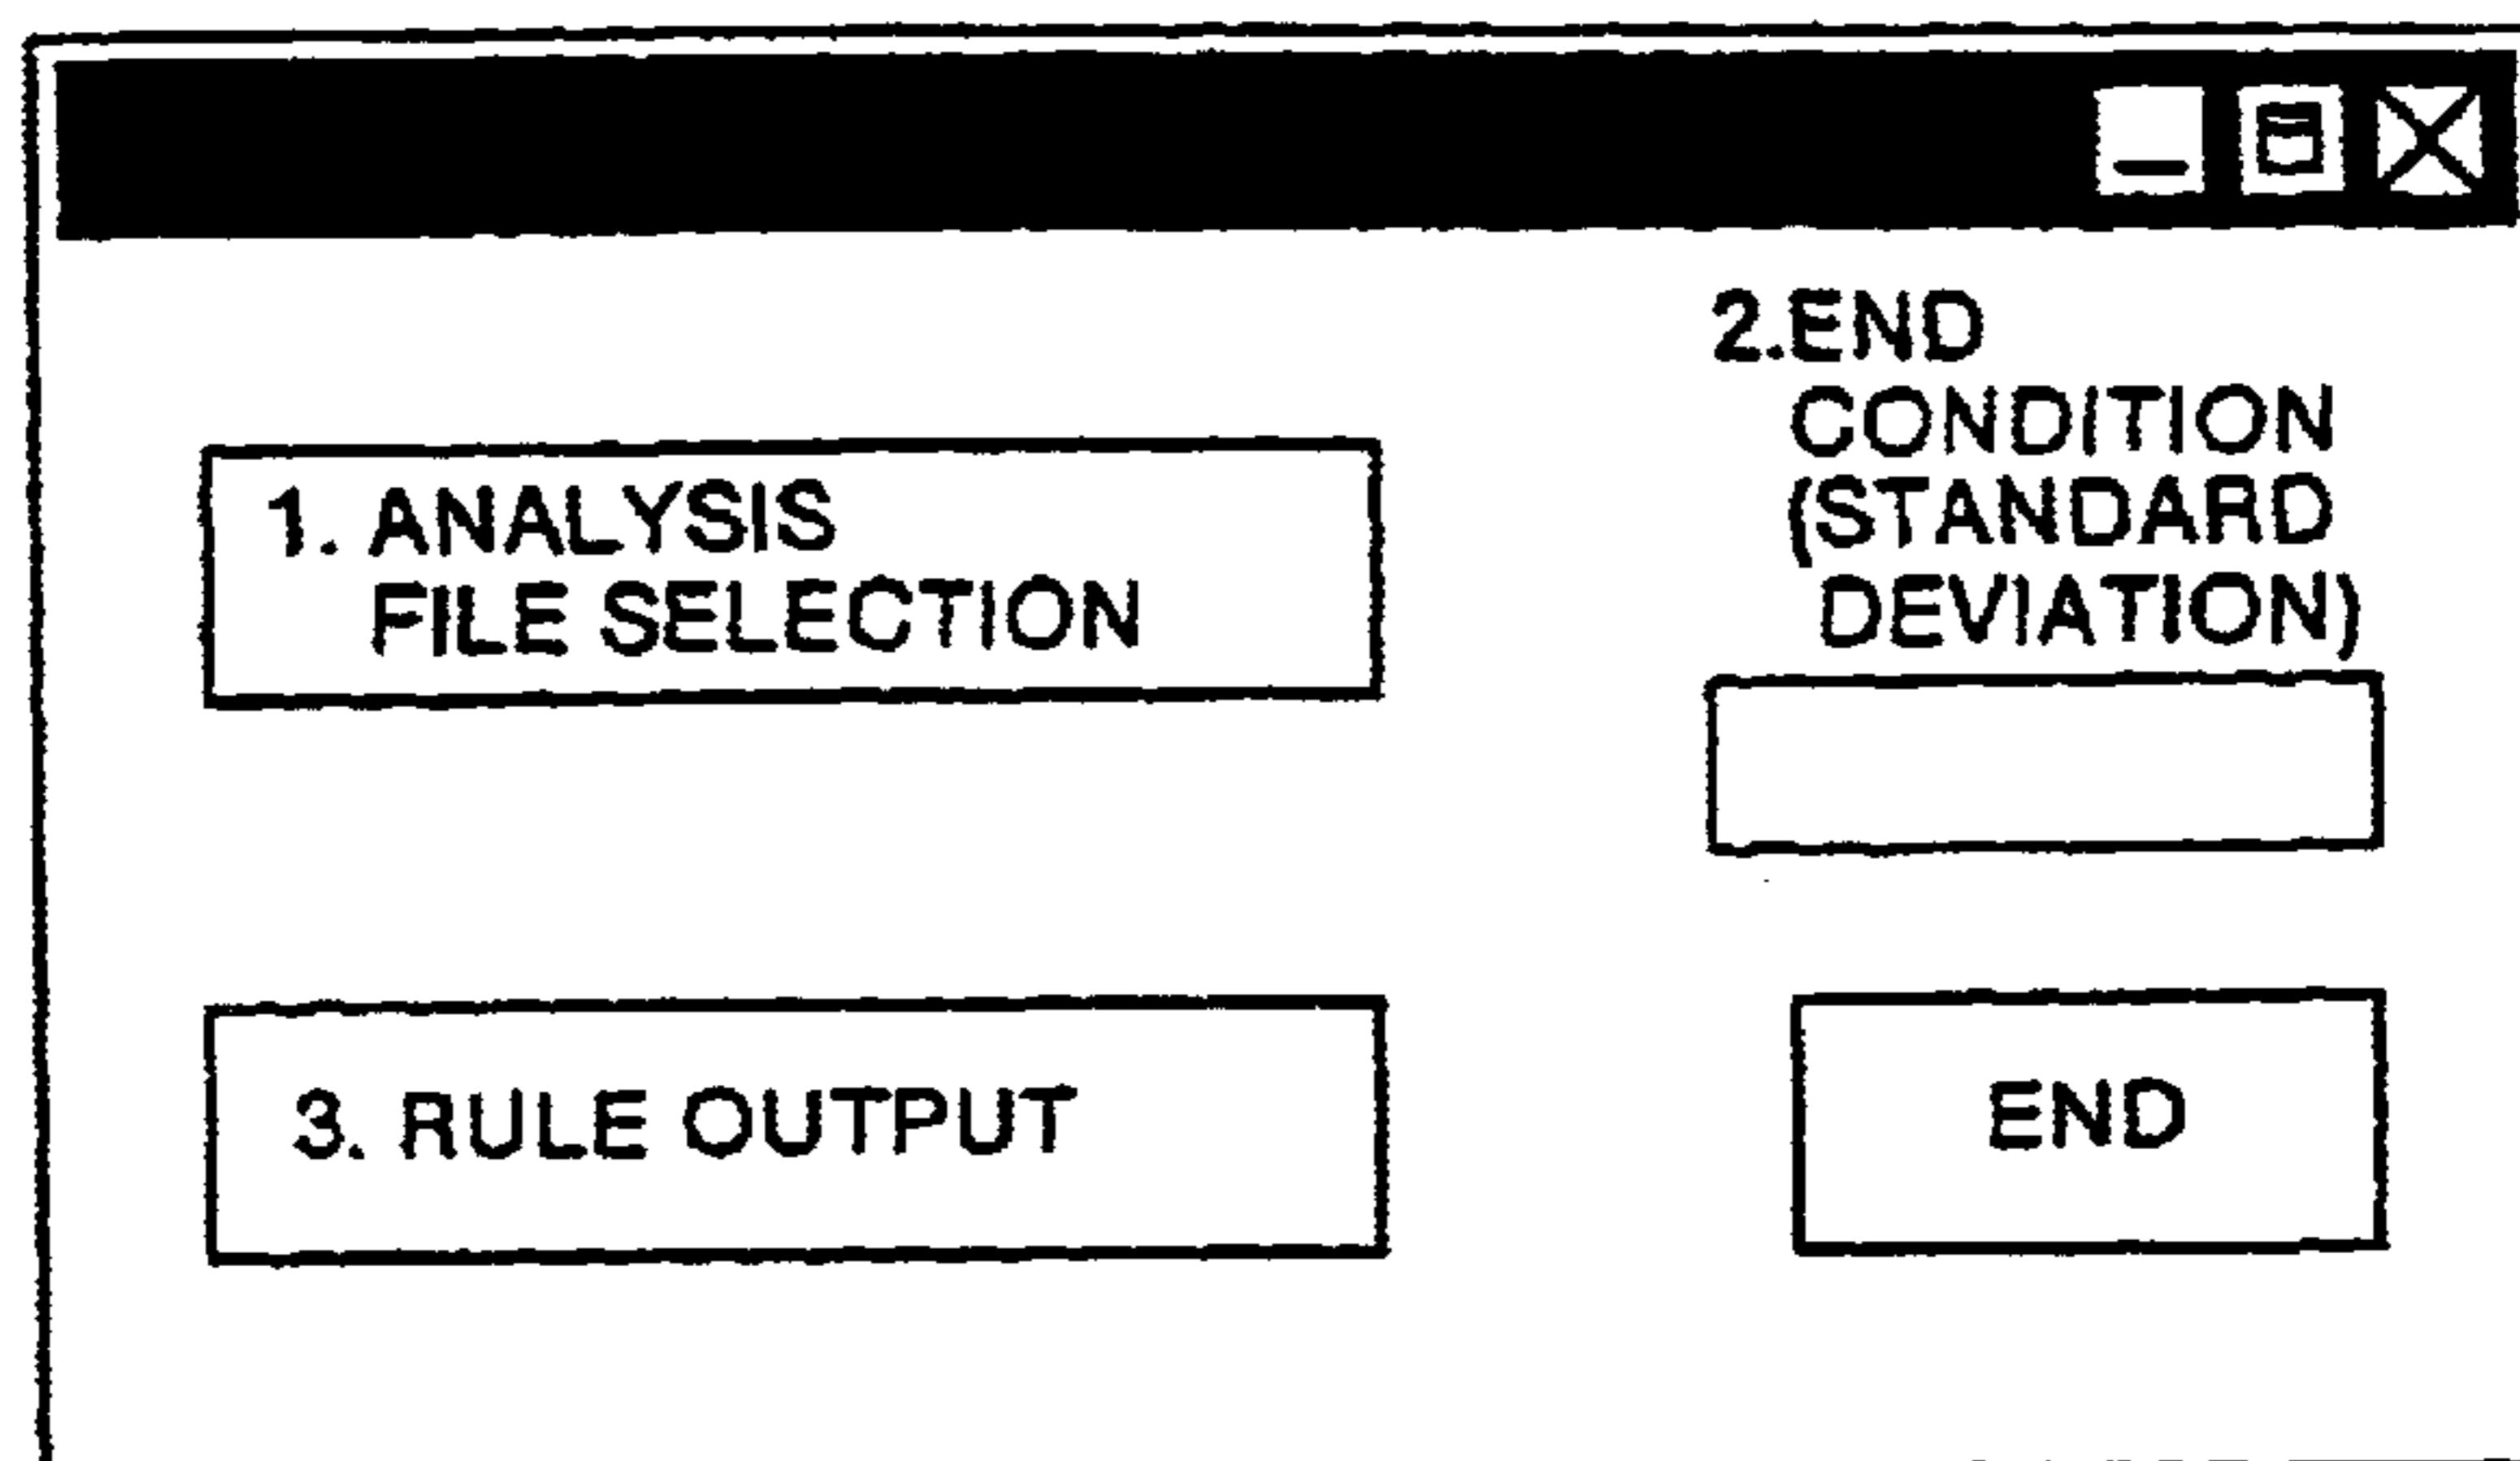 2.END
CONDITION
(STANDARD
DEVIATION)
1. ANALYSIS
FILE SELECTION
3. RULE OUTPUT
END